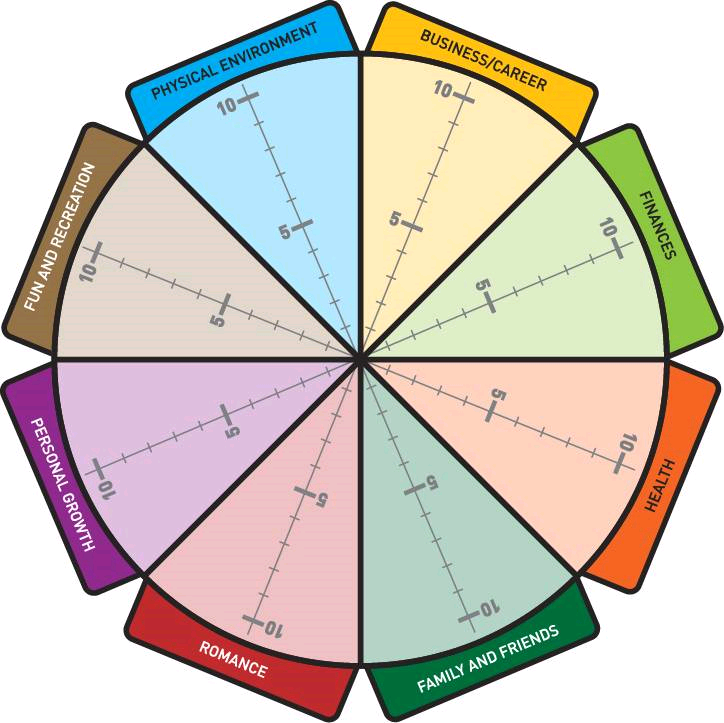 PHYSICAL ENVIRONMENT
BUSINESS/CAREER
FINANCES
HEALTH
FAMILY AND FRIENDS
ROMANCE
PERSONAL GROWTH
FUN AND RECREATION
10
5
10
5
10
5
10
5
10
5
10
5
10
5
10
5